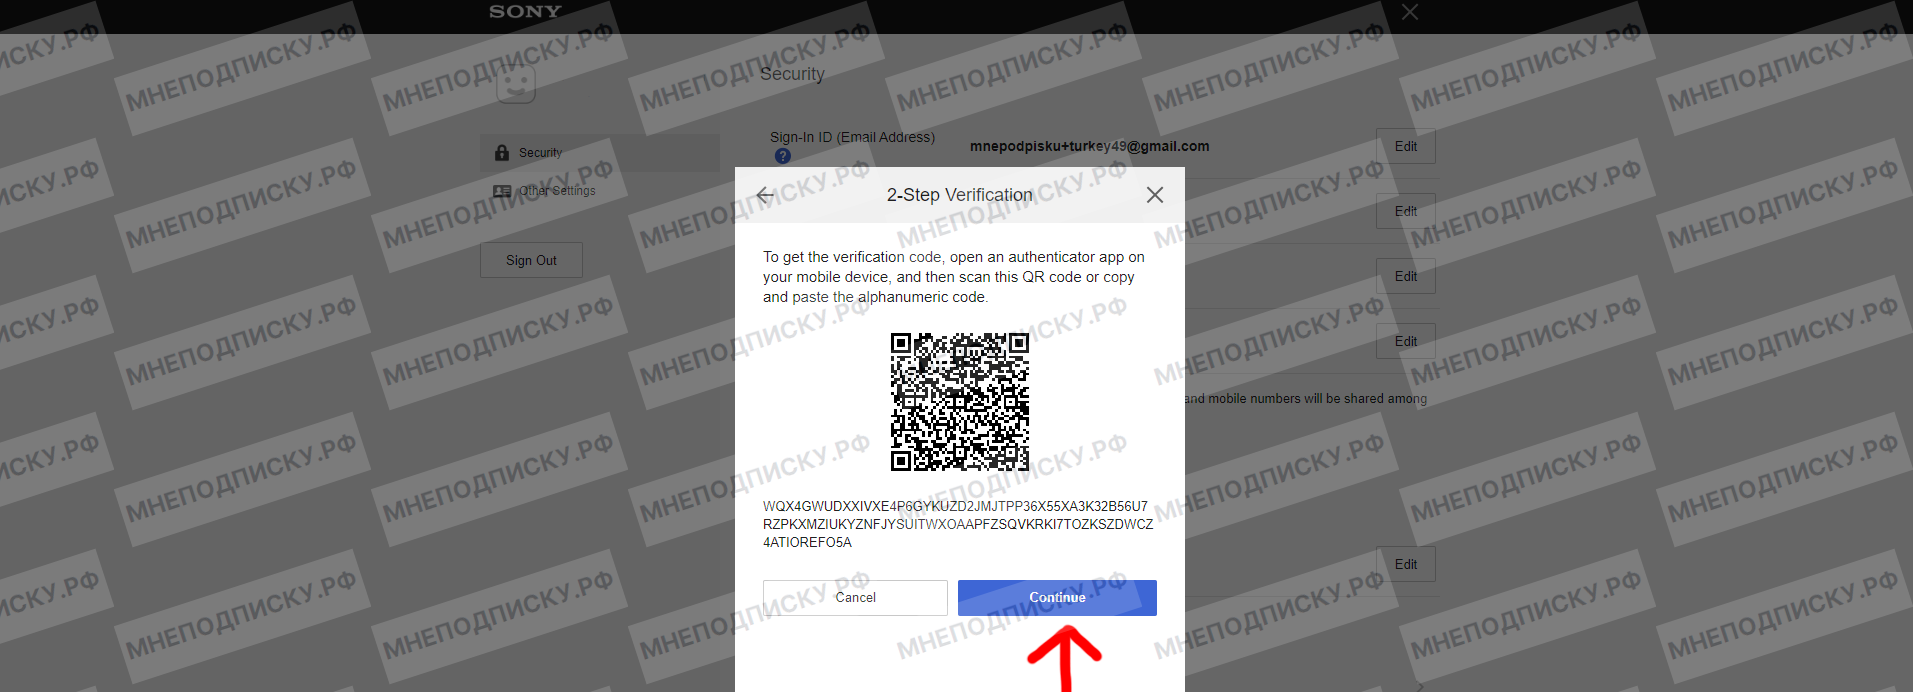 SONY
Security
Sign-In ID (Email Address)
mnepodpisku+turkey49@gmail.com
Edit
Security
Other Settings
Sign Out
2-Step Verification
Edit
To get the verification code, open an authenticator app on
your mobile device, and then scan this QR code or copy
and paste the alphanumeric code.
Edit
Edit
and mobile numbers will be shared among
WQX4GWUDXXIVXE4P6GYKUZD2JMJTPP36X55XA3K32B56U7
RZPKXMZIUKYZNFJYSUITWXOAAPFZSQVKRKI7TOZKSZDWCZ
4ATIOREFO5A
Edit
Cancel
Continue
МНЕПОДПИСКУ.РФ